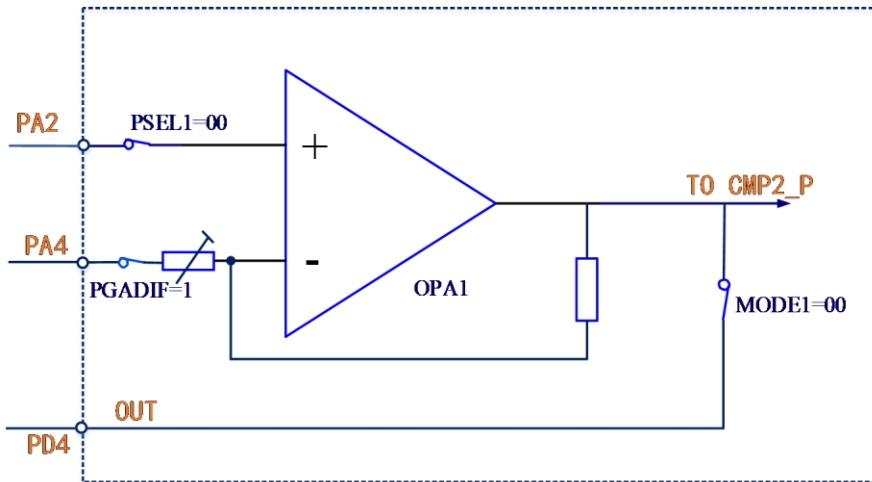 PA2
PSEL1=00
+
TO CMP2_P
PA4
PGADIF=1
-
OPA1
MODE1=00
OUT
PD4